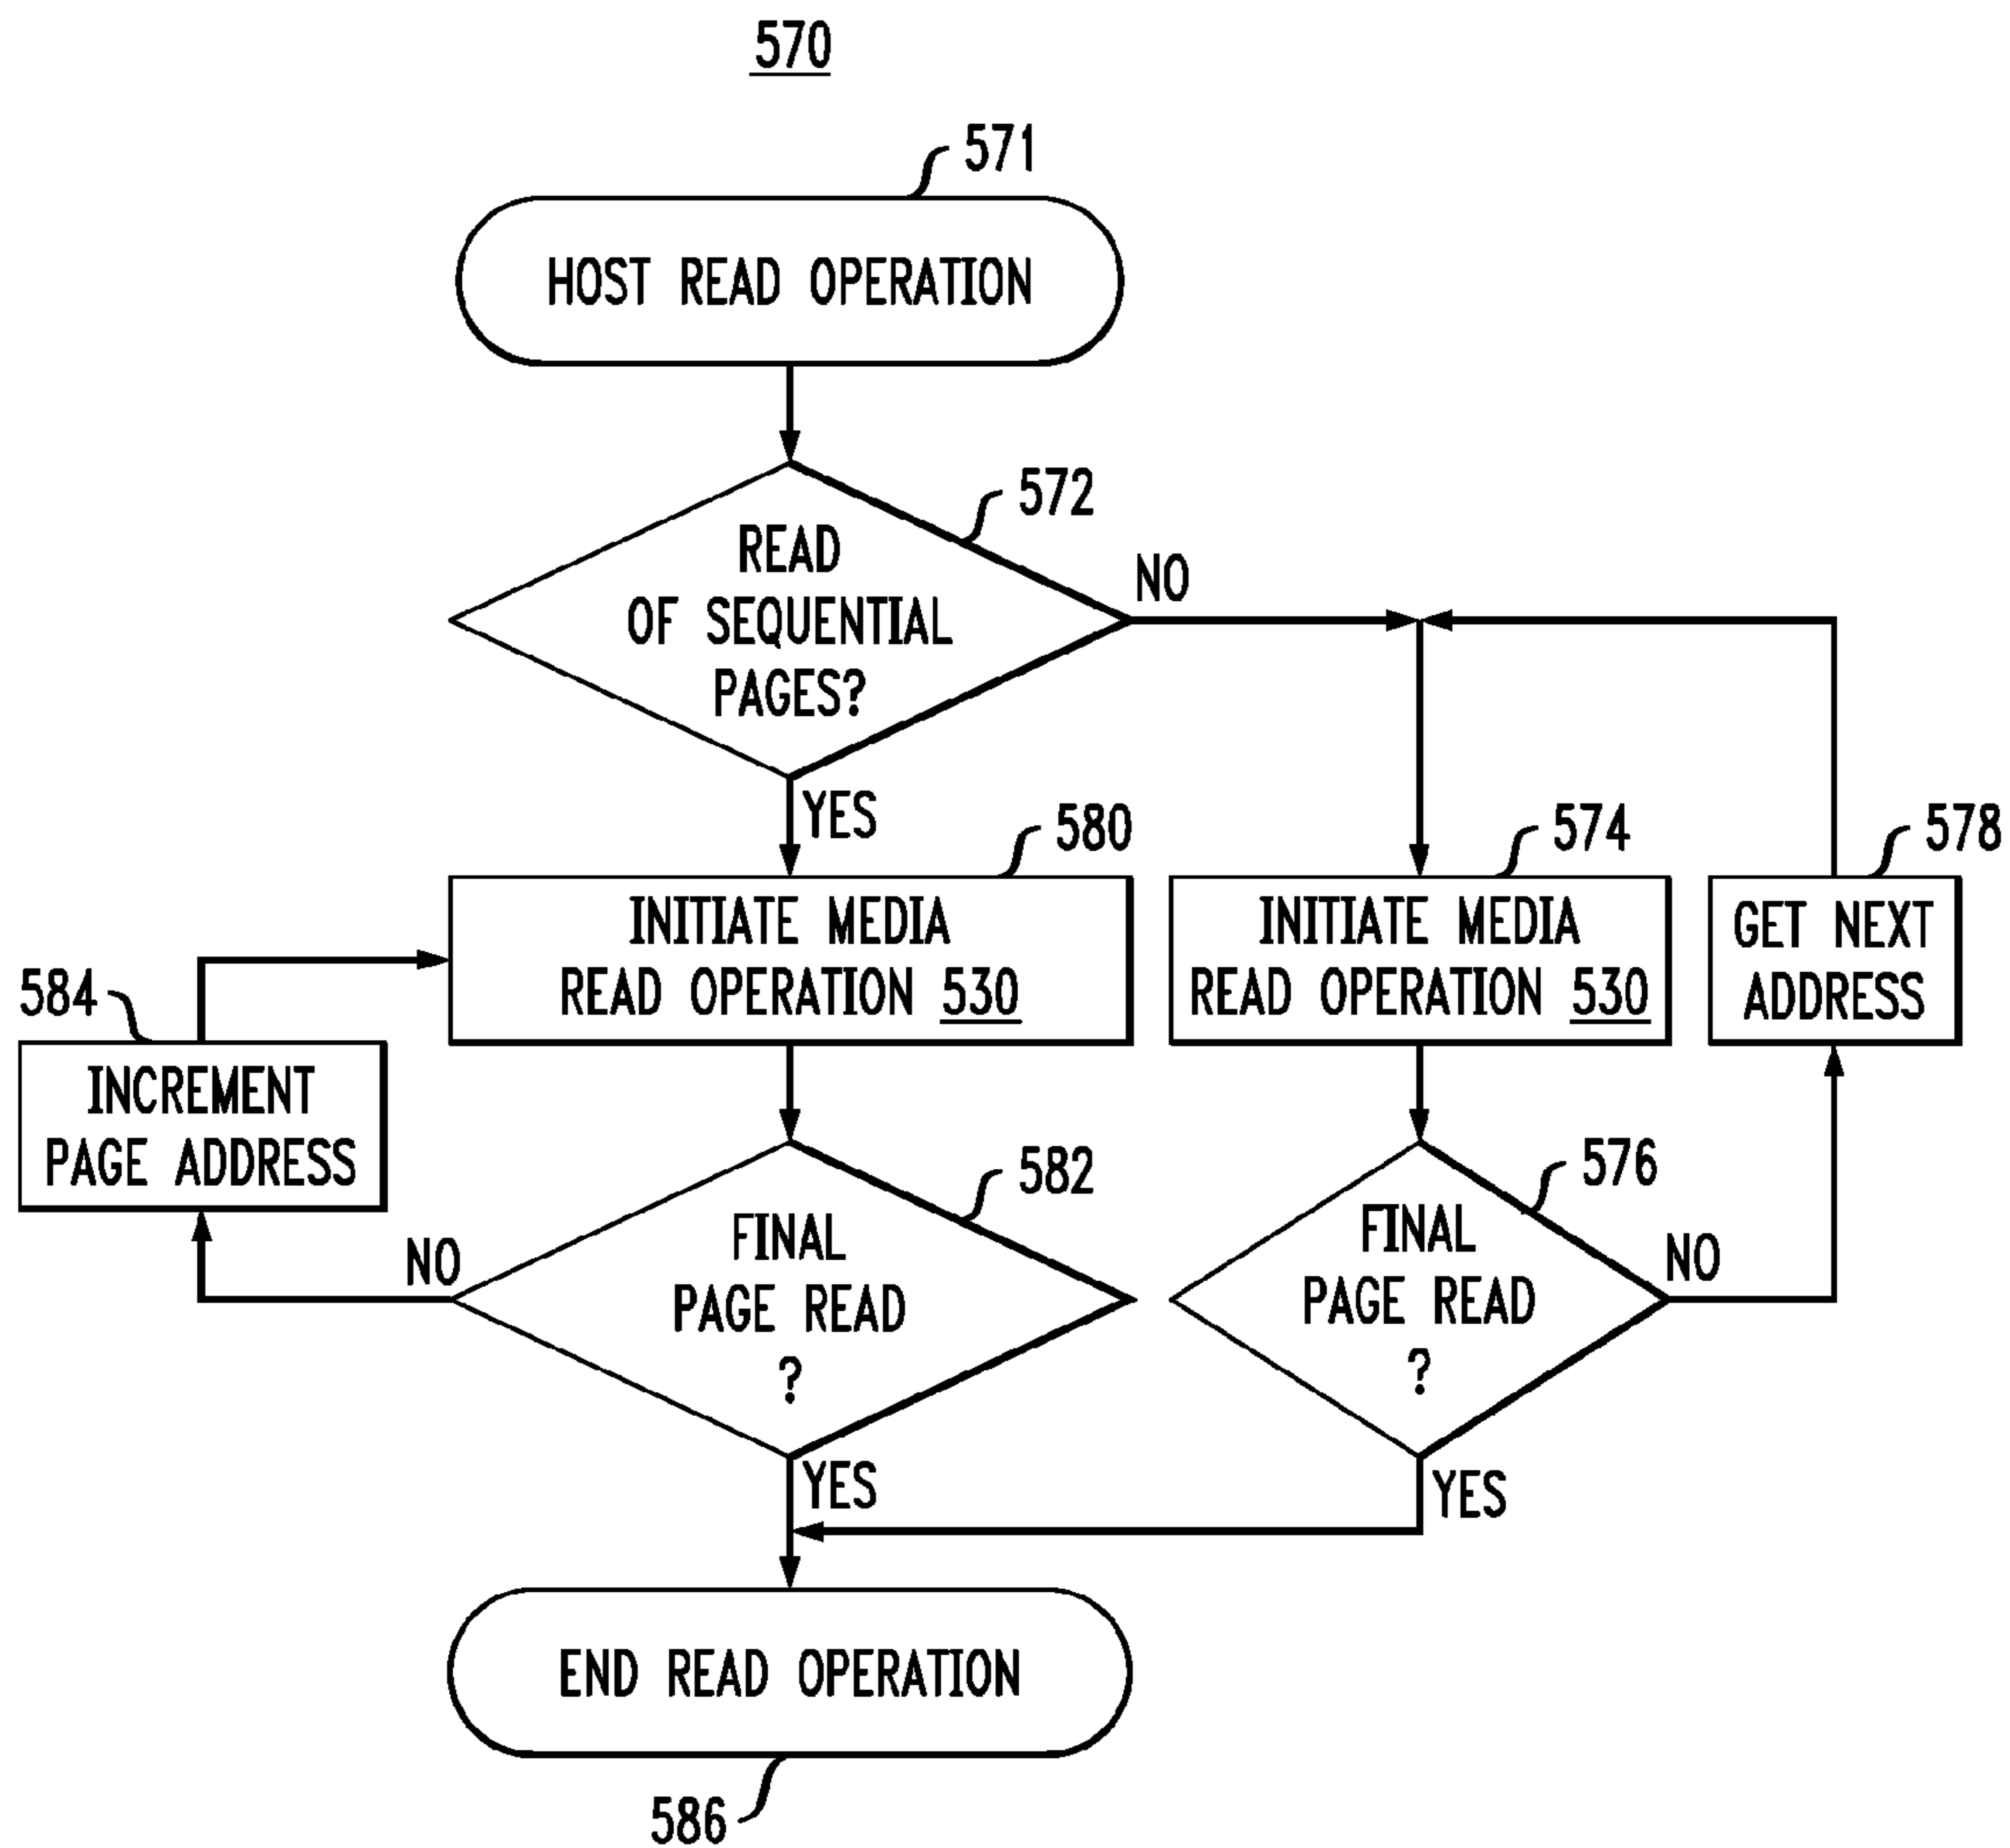 570
571
HOST READ OPERATION
572
READ
OF SEQUENTIAL
PAGES?
NO
YES
580
574
578
INITIATE MEDIA
READ OPERATION 530
INITIATE MEDIA
READ OPERATION 530
GET NEXT
ADDRESS
584
INCREMENT
PAGE ADDRESS
582
576
FINAL
PAGE READ
?
NO
FINAL
PAGE READ
?
NO
YES
YES
END READ OPERATION
586